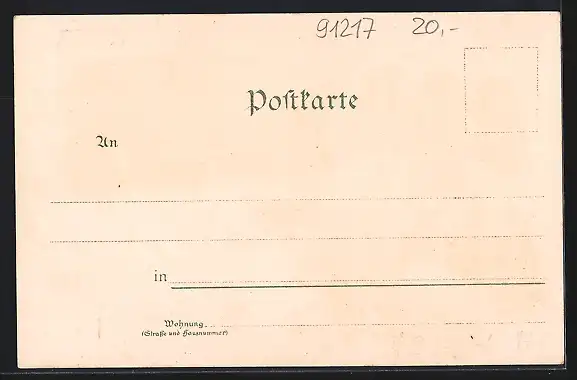 91217 20,-
Postkarte
An
in
Wohnung
(Straße und Hausnummer)